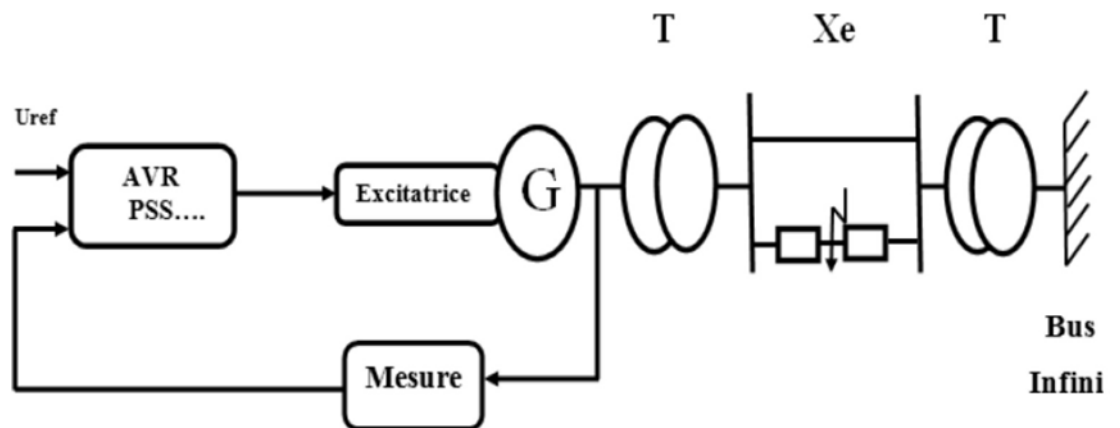 T Xe T
Uref
AVR
PSS....
Excitatrice
G
Mesure
Bus
Infini